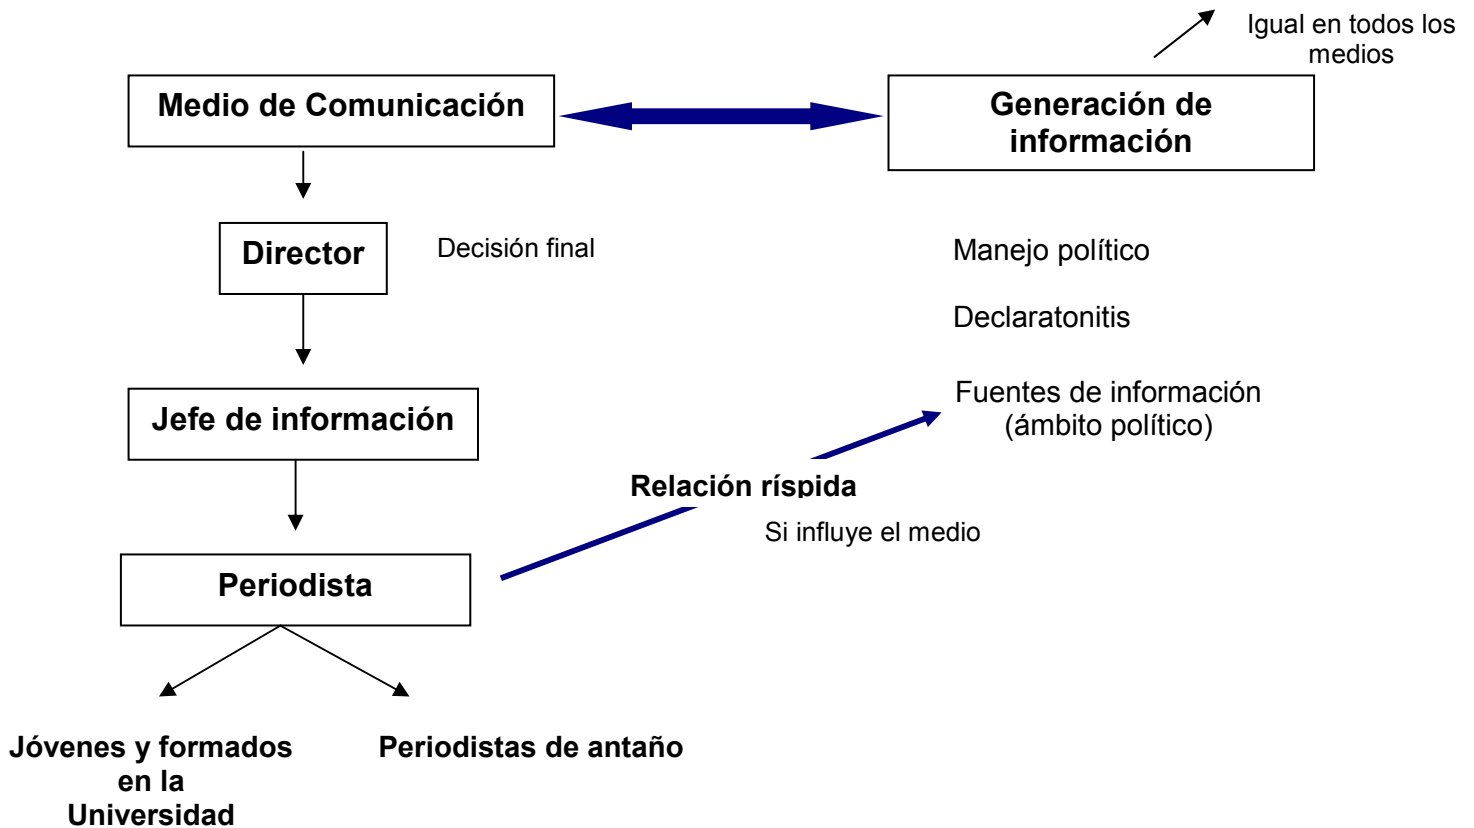 Igual en todos los
medios
Medio de Comunicación
Generación de
información
Director
Decisión final
Manejo político
Declaratonitis
Jefe de información
Fuentes de información
(ámbito político)
Relación ríspida
Si influye el medio
Periodista
Jóvenes y formados
en la
Universidad
Periodistas de antaño